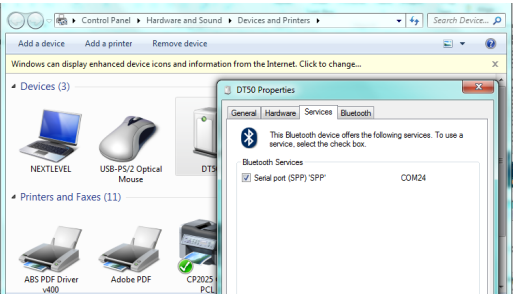 Control Panel ▸ Hardware and Sound ▸ Devices and Printers ▸
Search Device...
Add a device Add a printer Remove device
Windows can display enhanced device icons and information from the Internet. Click to change...
Devices (3)
DT50 Properties
General Hardware Services Bluetooth
This Bluetooth device offers the following services. To use a
service, select the check box.
Bluetooth Services
Serial port (SPP) 'SPP' COM24
NEXTLEVEL
USB-PS/2 Optical
Mouse
DT50
Printers and Faxes (11)
ABS PDF Driver
v400
Adobe PDF
CP2025
PCL